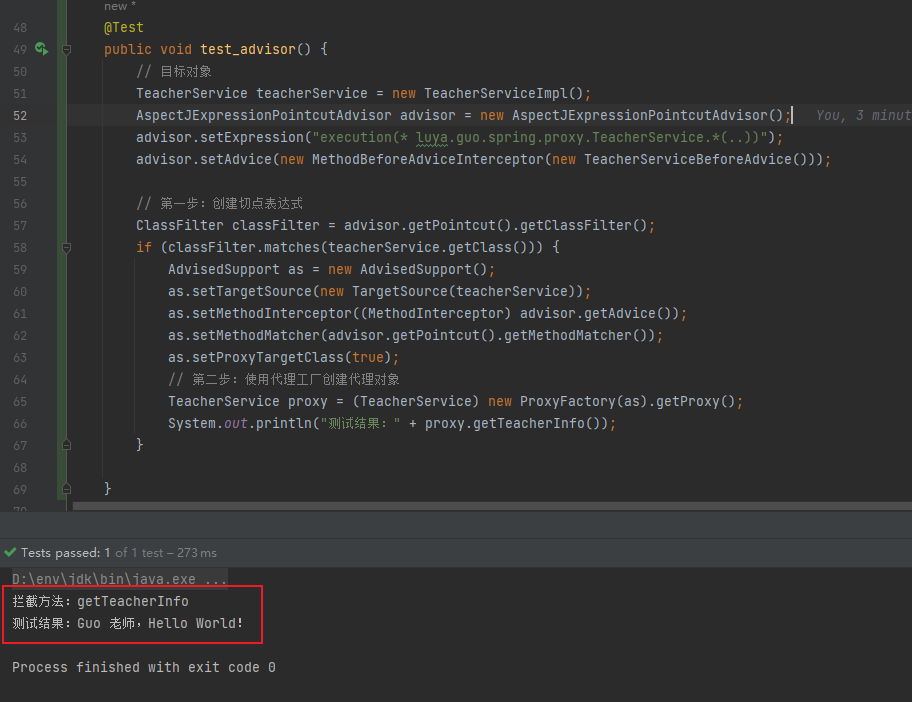 new *
48 @Test
49 public void test_advisor() {
50 // 目标对象
51 TeacherService teacherService = new TeacherServiceImpl();
52 AspectJExpressionPointcutAdvisor advisor = new AspectJExpressionPointcutAdvisor(); You, 3 minut
53 advisor.setExpression("execution(* luya.guo.spring.proxy.TeacherService.*(..))");
54 advisor.setAdvice(new MethodBeforeAdviceInterceptor(new TeacherServiceBeforeAdvice()));
55
56 // 第一步：创建切点表达式
57 ClassFilter classFilter = advisor.getPointcut().getClassFilter();
58 if (classFilter.matches(teacherService.getClass())) {
59 AdvisedSupport as = new AdvisedSupport();
60 as.setTargetSource(new TargetSource(teacherService));
61 as.setMethodInterceptor((MethodInterceptor) advisor.getAdvice());
62 as.setMethodMatcher(advisor.getPointcut().getMethodMatcher());
63 as.setProxyTargetClass(true);
64 // 第二步：使用代理工厂创建代理对象
65 TeacherService proxy = (TeacherService) new ProxyFactory(as).getProxy();
66 System.out.println("测试结果：" + proxy.getTeacherInfo());
67 }
68
69 }
70
Tests passed: 1 of 1 test – 273 ms
D:\env\jdk\bin\java.exe ...
拦截方法：getTeacherInfo
测试结果：Guo 老师，Hello World！
Process finished with exit code 0